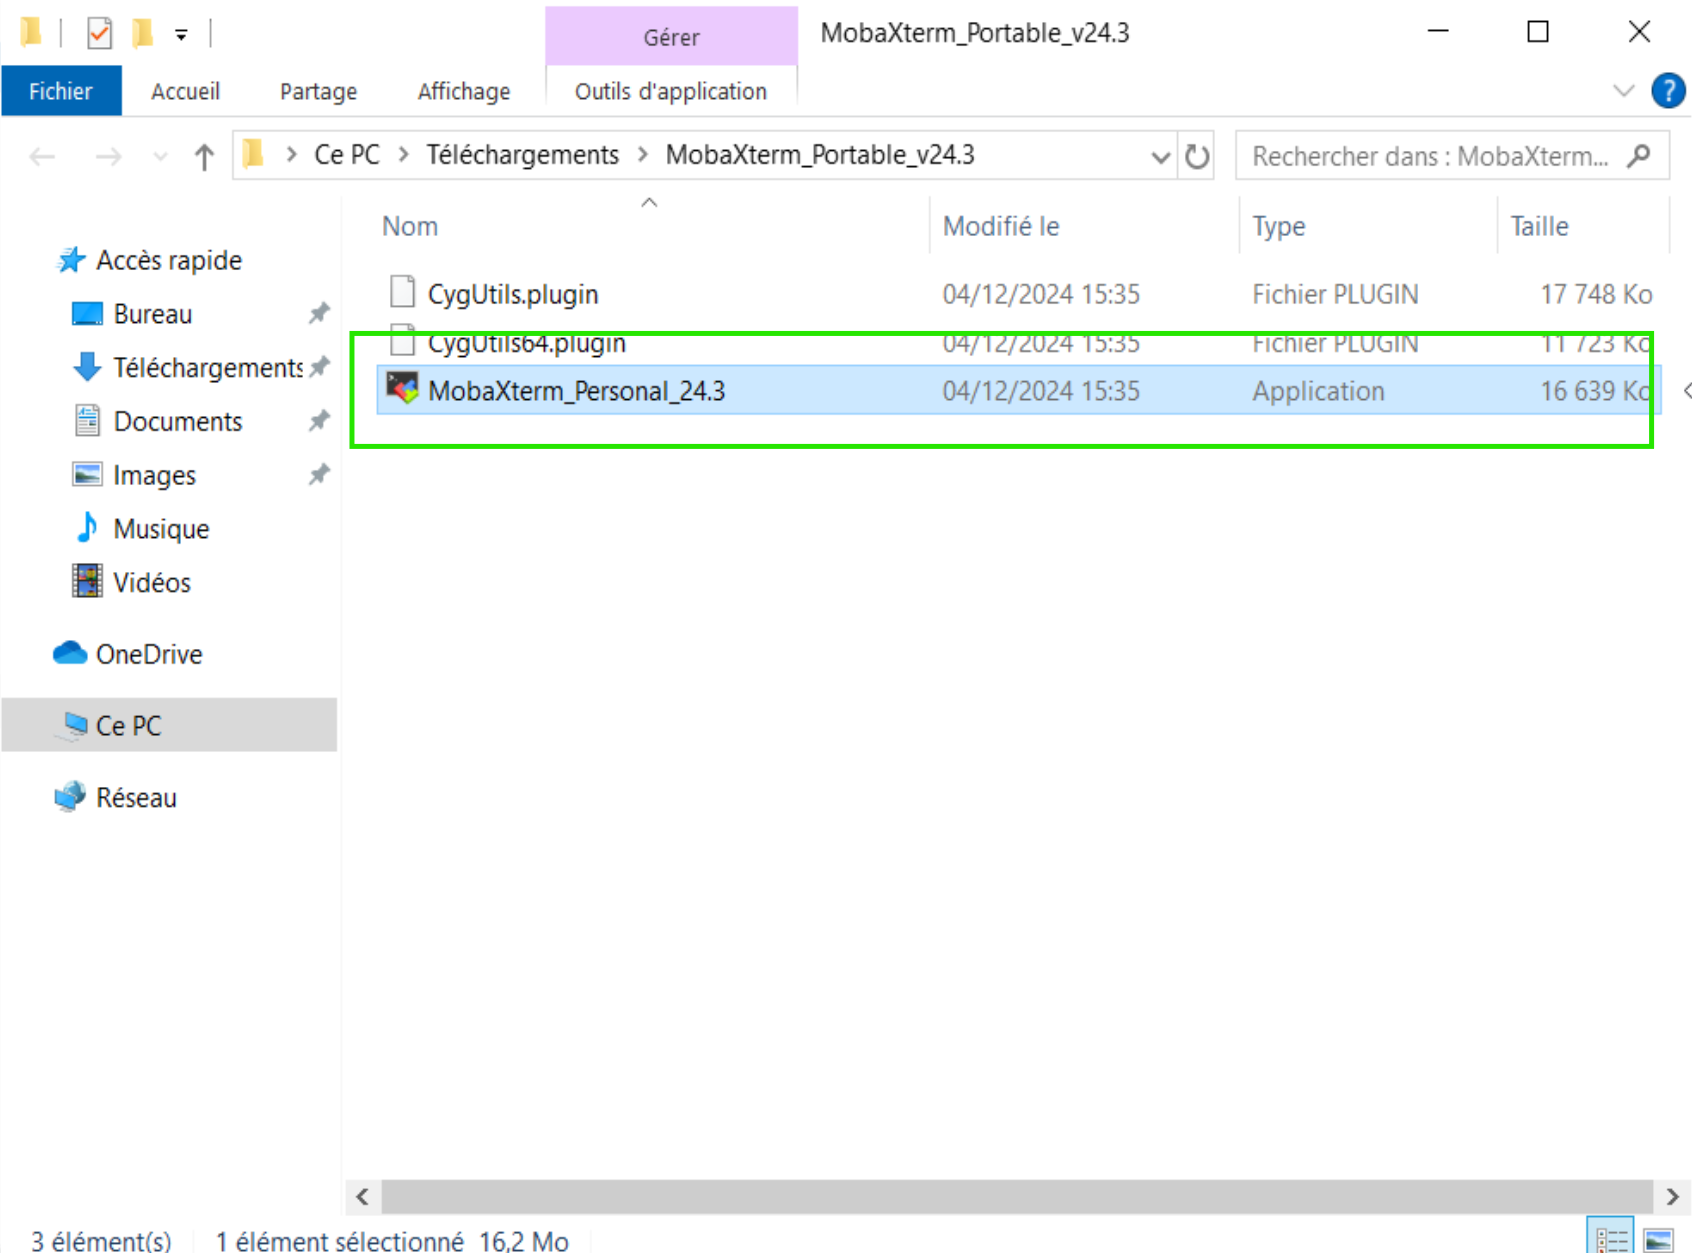 Gérer
MobaXterm_Portable_v24.3
Fichier
Accueil
Partage
Affichage
Outils d'application
?
Ce PC
Téléchargements
MobaXterm_Portable_v24.3
Rechercher dans : MobaXterm...
Nom
Modifié le
Type
Taille
Accès rapide
Bureau
Téléchargements
Documents
Images
Musique
Vidéos
OneDrive
Ce PC
Réseau
CygUtils.plugin 04/12/2024 15:35 Fichier PLUGIN 17 748 Ko
CygUtils64.plugin 04/12/2024 15:35 Fichier PLUGIN 11 723 Ko
MobaXterm_Personal_24.3 04/12/2024 15:35 Application 16 639 Ko
3 élément(s)
1 élément sélectionné 16,2 Mo